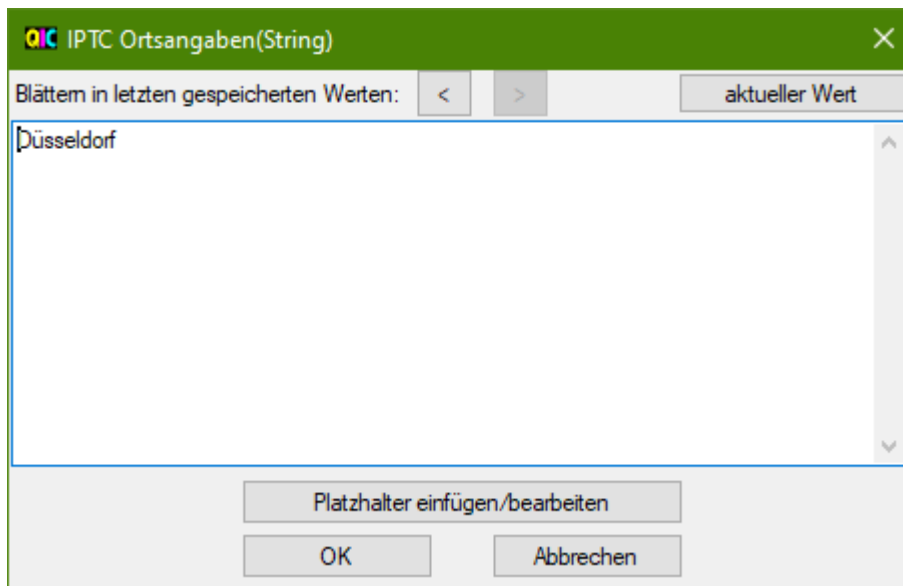 QIC IPTC Ortsangaben(String)
Blättern in letzten gespeicherten Werten: < > aktueller Wert
Düsseldorf
Platzhalter einfügen/bearbeiten
OK Abbrechen